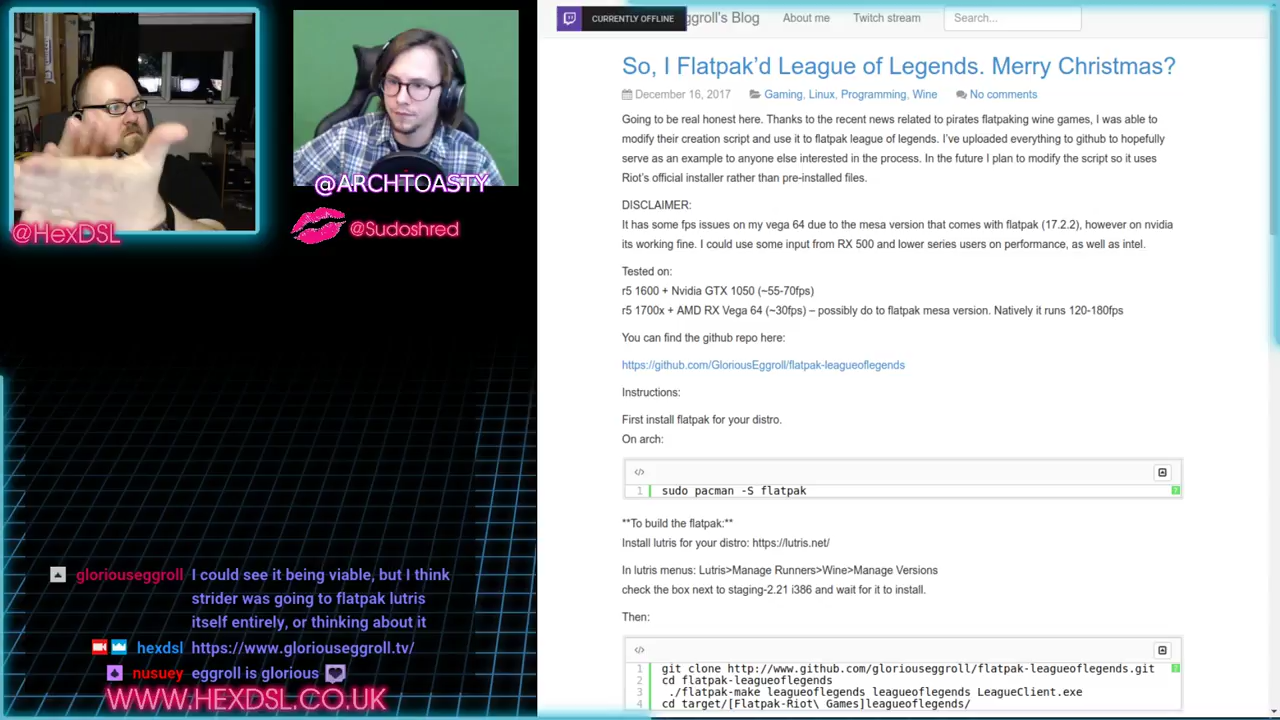 CURRENTLY OFFLINE
ggroll's Blog
About me
Twitch stream
Search...
So, I Flatpak'd League of Legends. Merry Christmas?
December 16, 2017 Gaming, Linux, Programming, Wine No comments
Going to be real honest here. Thanks to the recent news related to pirates flatpaking wine games, I was able to
modify their creation script and use it to flatpak league of legends. I've uploaded everything to github to hopefully
serve as an example to anyone else interested in the process. In the future I plan to modify the script so it uses
Riot's official installer rather than pre-installed files.
DISCLAIMER:
It has some fps issues on my vega 64 due to the mesa version that comes with flatpak (17.2.2), however on nvidia
its working fine. I could use some input from RX 500 and lower series users on performance, as well as intel.
Tested on:
r5 1600 + Nvidia GTX 1050 (~55-70fps)
r5 1700x + AMD RX Vega 64 (~30fps) – possibly do to flatpak mesa version. Natively it runs 120-180fps
You can find the github repo here:
https://github.com/GloriousEggroll/flatpak-leagueoflegends
Instructions:
First install flatpak for your distro.
On arch:
</>
1 sudo pacman -S flatpak ?
**To build the flatpak:**
Install lutris for your distro: https://lutris.net/
In lutris menus: Lutris>Manage Runners>Wine>Manage Versions
check the box next to staging-2.21 i386 and wait for it to install.
Then:
</>
1 git clone http://www.github.com/gloriouseggroll/flatpak-leagueoflegends.git ?
2 cd flatpak-leagueoflegends
3 ./flatpak-make leagueoflegends leagueoflegends LeagueClient.exe
4 cd target/[Flatpak-Riot\ Games]leagueoflegends/
@HexDSL
@ARCHTOASTY
@Sudoshred
gloriouseggroll I could see it being viable, but I think
strider was going to flatpak lutris
itself entirely, or thinking about it
hexdsl https://www.gloriouseggroll.tv/
nusuey eggroll is glorious
WWW.HEXDSL.CO.UK